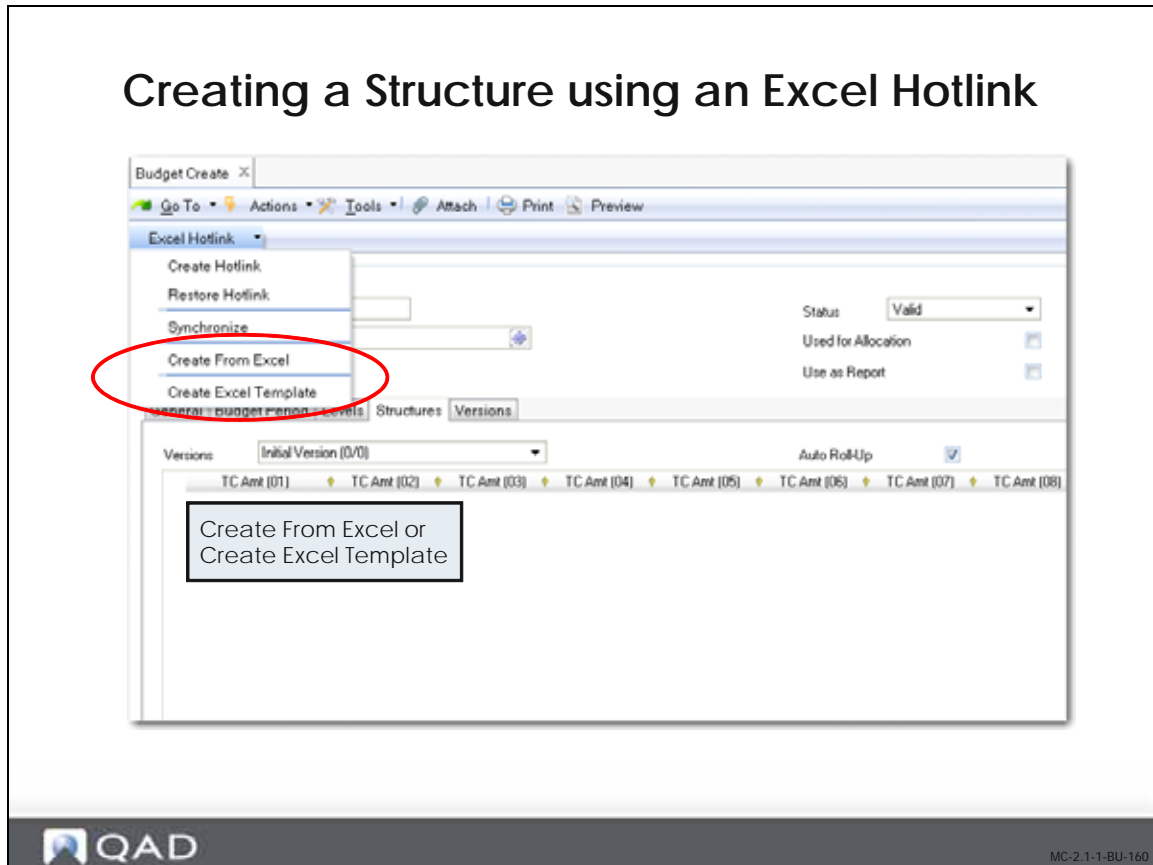 Creating a Structure using an Excel Hotlink
Budget Create
Go To Actions Tools Attach Print Preview
Excel Hotlink
Create Hotlink
Restore Hotlink
Synchronize
Create From Excel
Create Excel Template
Status Valid
Used for Allocation
Use as Report
General Budget Period Levels Structures Versions
Versions Initial Version (0/0) Auto Roll-Up
TC Amt (01) TC Amt (02) TC Amt (03) TC Amt (04) TC Amt (05) TC Amt (06) TC Amt (07) TC Amt (08)
Create From Excel or
Create Excel Template
QAD
MC-2.1-1-BU-160